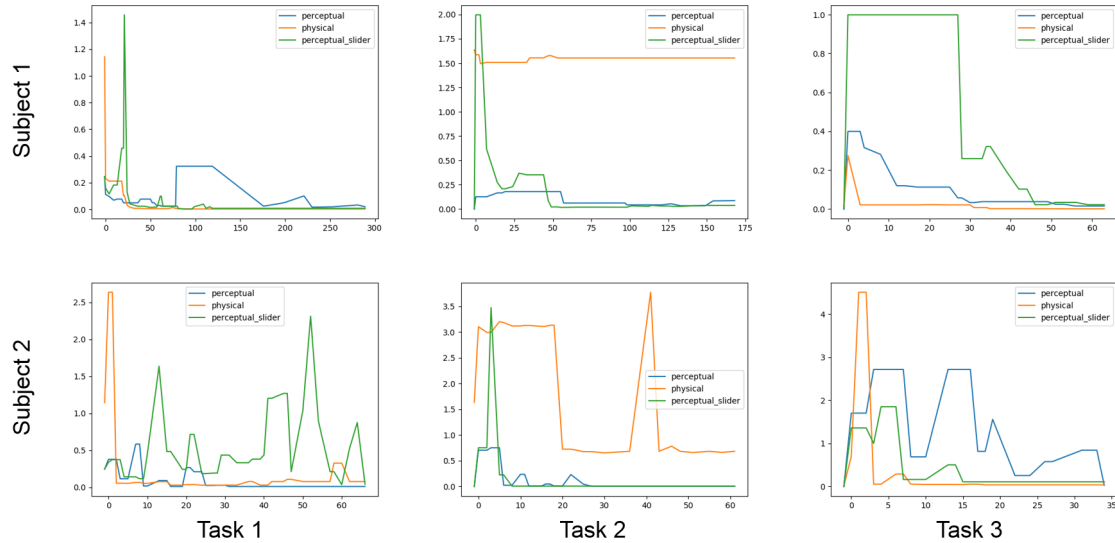 Subject 1
1.4
1.2
1.0
0.8
0.6
0.4
0.2
0.0
0 50 100 150 200 250 300
perceptual
physical
perceptual_slider
2.00
1.75
1.50
1.25
1.00
0.75
0.50
0.25
0.00
0 25 50 75 100 125 150 175
perceptual
physical
perceptual_slider
1.0
0.8
0.6
0.4
0.2
0.0
0 10 20 30 40 50 60
perceptual
physical
perceptual_slider
Subject 2
2.5
2.0
1.5
1.0
0.5
0.0
0 10 20 30 40 50 60
perceptual
physical
perceptual_slider
Task 1
3.5
3.0
2.5
2.0
1.5
1.0
0.5
0.0
0 10 20 30 40 50 60
perceptual
physical
perceptual_slider
Task 2
4
3
2
1
0
0 5 10 15 20 25 30 35
perceptual
physical
perceptual_slider
Task 3